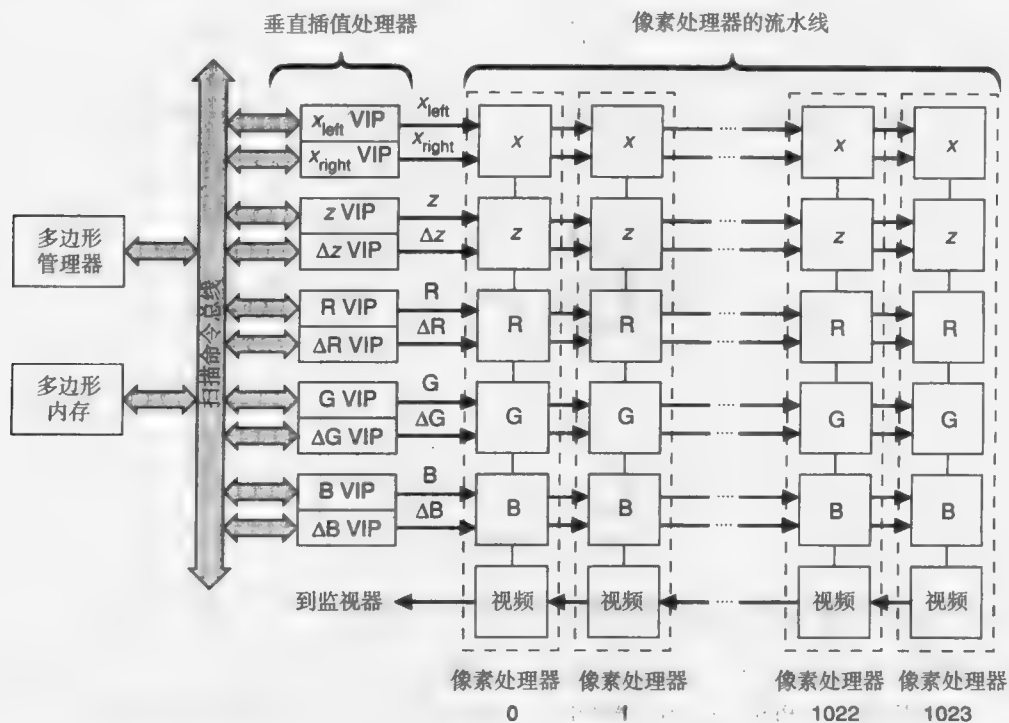 垂直插值处理器
像素处理器的流水线
扫描命令总线
多边形
管理器
多边形
内存
x_left VIP
x_right VIP
z VIP
Δz VIP
R VIP
ΔR VIP
G VIP
ΔG VIP
B VIP
ΔB VIP
x_left
x_right
z
Δz
R
ΔR
G
ΔG
B
ΔB
x x ···· x x
····
z z ···· z z
····
R R ···· R R
····
G G ···· G G
····
B B ···· B B
····
到监视器 视频 视频 ···· 视频 视频
像素处理器 像素处理器 像素处理器 像素处理器
0 1 1022 1023